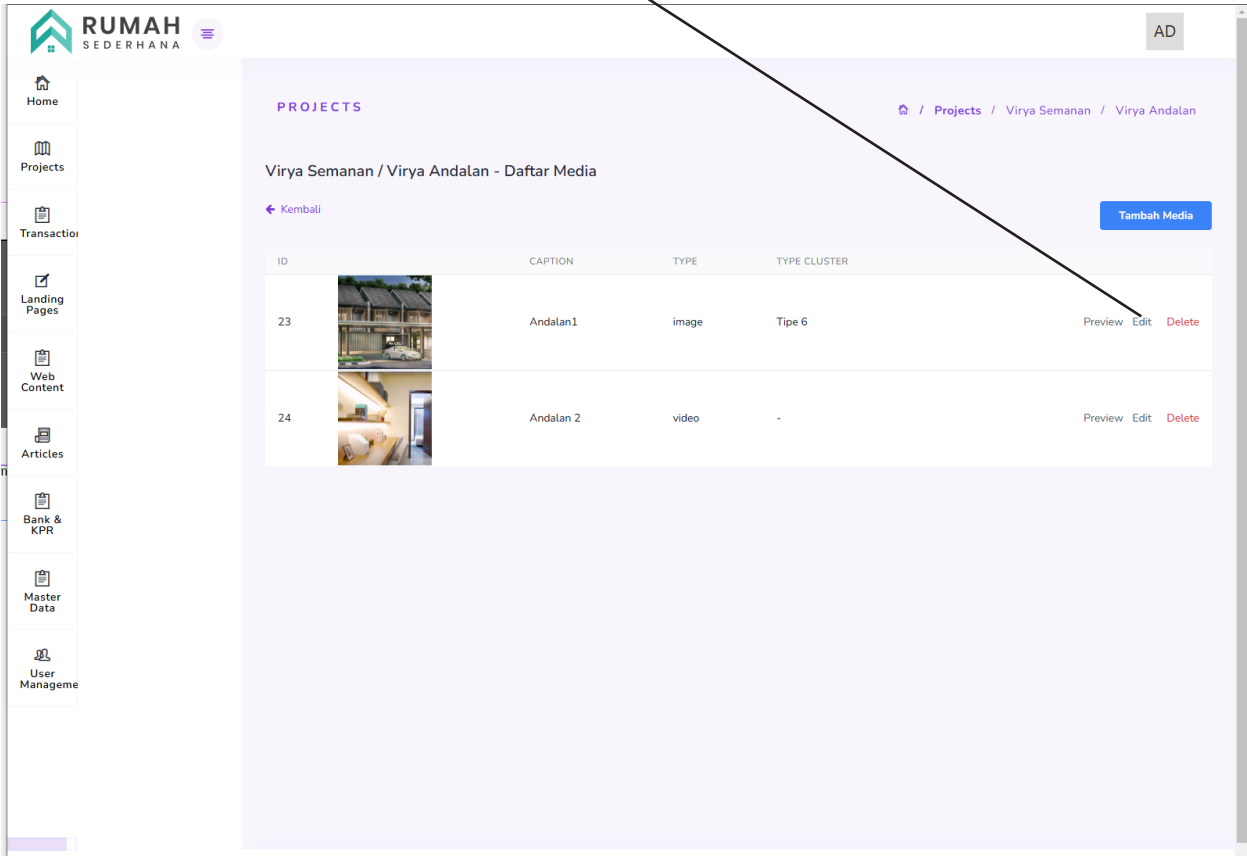 RUMAH
SEDERHANA
AD
Home
Projects
Transaction
Landing
Pages
Web
Content
Articles
Bank &
KPR
Master
Data
User
Manageme
PROJECTS
/ Projects / Virya Semanan / Virya Andalan
Virya Semanan / Virya Andalan - Daftar Media
Kembali
Tambah Media
ID CAPTION TYPE TYPE CLUSTER
23 Andalan1 image Tipe 6 Preview Edit Delete
24 Andalan 2 video - Preview Edit Delete